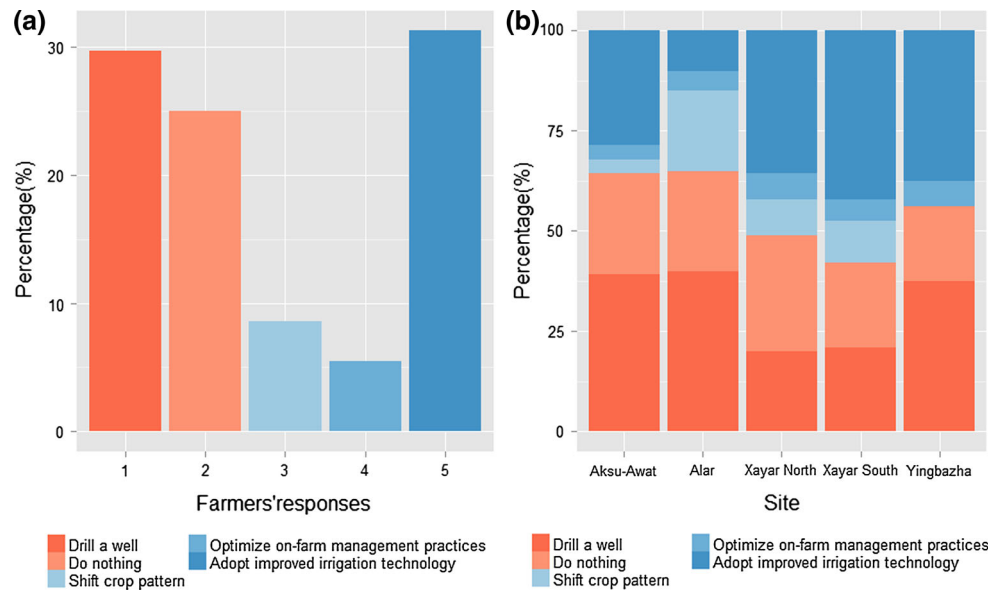 (a)
Percentage(%)
30
20
10
0
1 2 3 4 5
Farmers'responses
Drill a well
Do nothing
Shift crop pattern
Optimize on-farm management practices
Adopt improved irrigation technology
(b)
Percentage(%)
100
75
50
25
0
Aksu-Awat Alar Xayar North Xayar South Yingbazha
Site
Drill a well
Do nothing
Shift crop pattern
Optimize on-farm management practices
Adopt improved irrigation technology